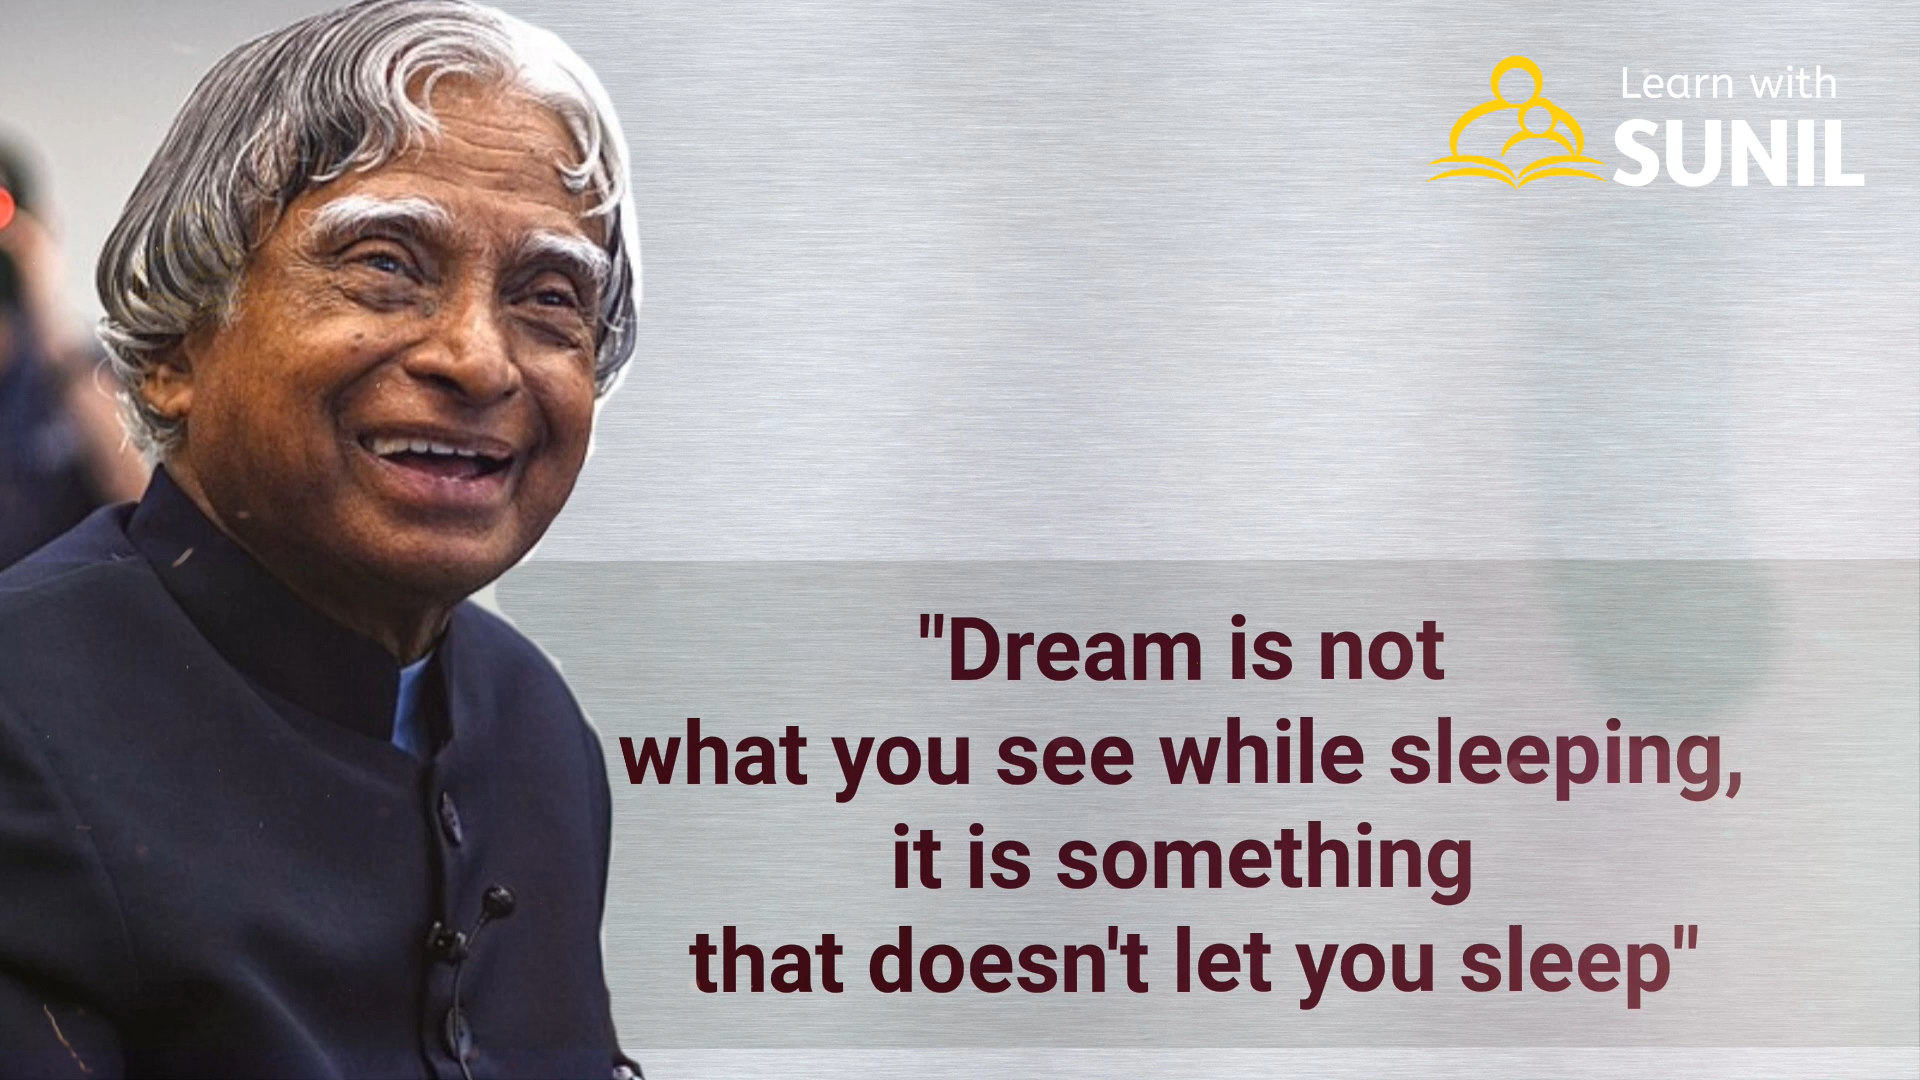 Learn with
SUNIL
"Dream is not
what you see while sleeping,
it is something
that doesn't let you sleep"